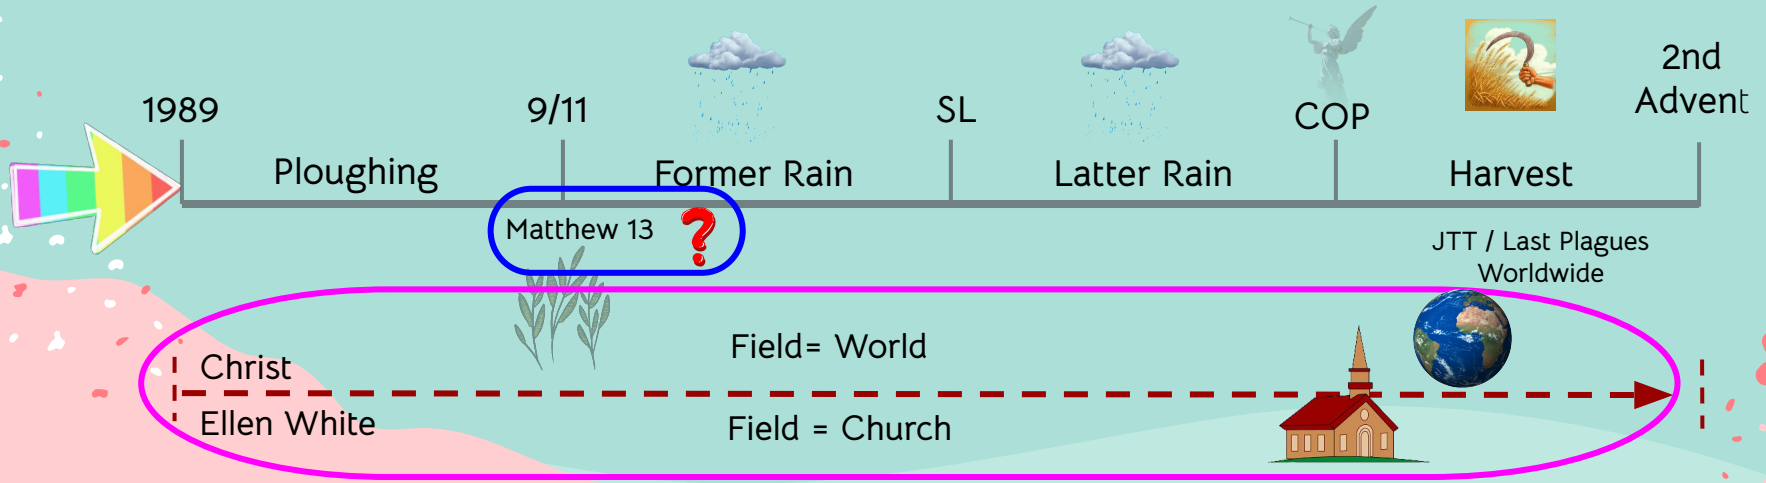 1989
9/11
SL
COP
2nd
Advent
Ploughing
Former Rain
Latter Rain
Harvest
Matthew 13 ?
JTT / Last Plagues
Worldwide
Christ
Field= World
Ellen White
Field = Church